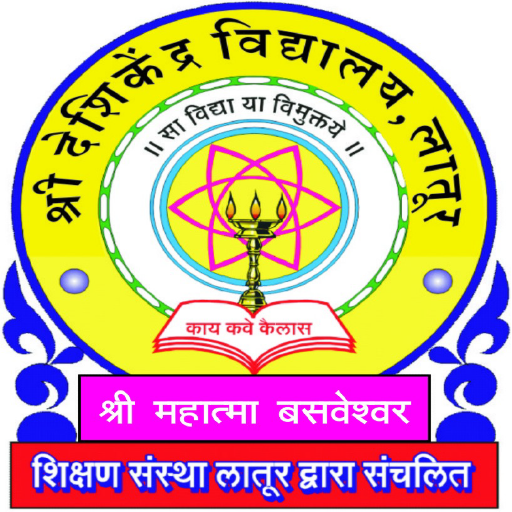 श्री देशिकेंद्र विद्यालय, लातूर
॥ सा विद्या या विमुक्तये ॥
काय कवे कैलास
श्री महात्मा बसवेश्वर
शिक्षण संस्था लातूर द्वारा संचलित